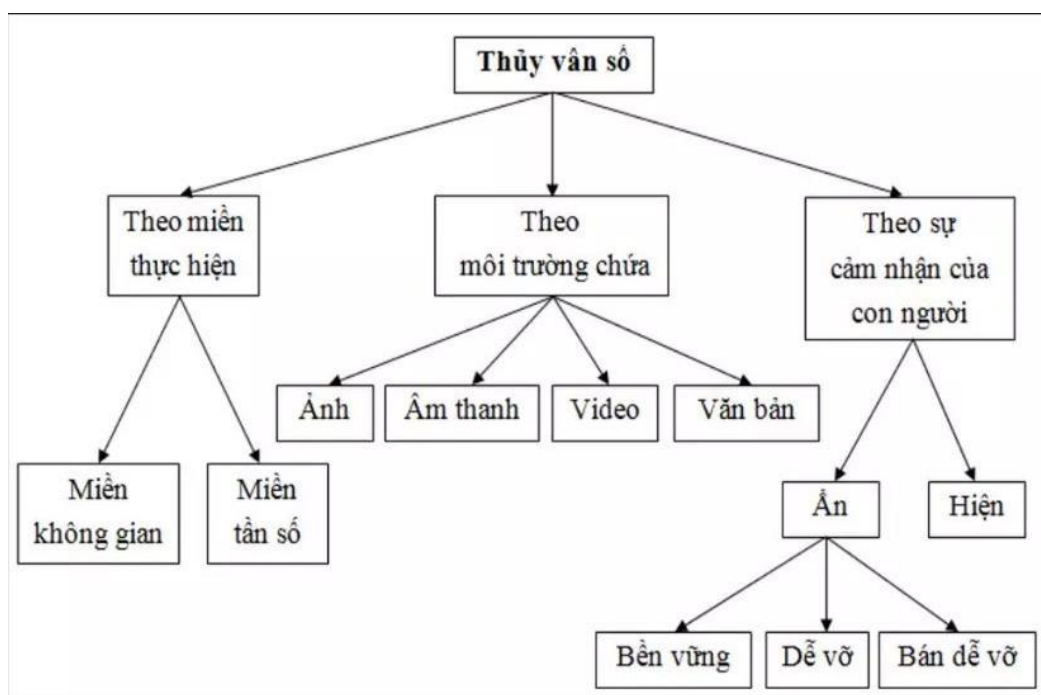 Thủy vân số
Theo miền
thực hiện
Theo
môi trường chứa
Theo sự
cảm nhận của
con người
Ảnh
Âm thanh
Video
Văn bản
Miền
không gian
Miền
tần số
Ẩn
Hiện
Bền vững
Dễ vỡ
Bán dễ vỡ